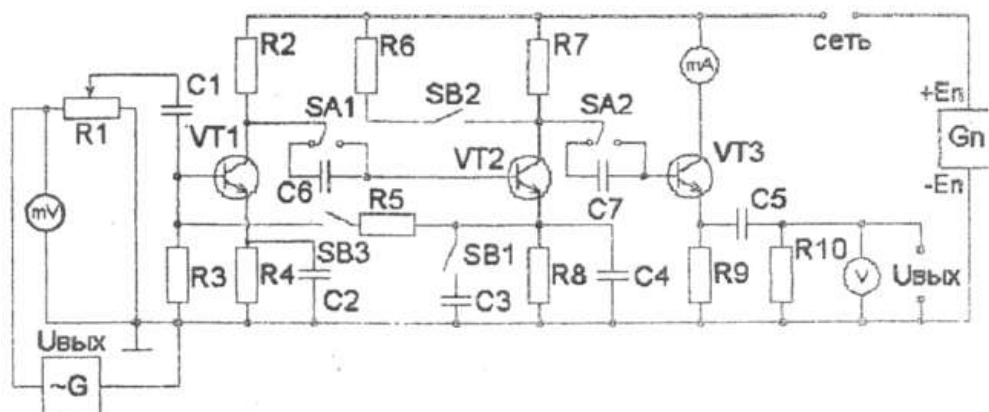 R2
R6
R7
mA
сеть
C1
R1
VT1
SA1
SB2
SA2
VT2
VT3
+Eп
Gп
-Eп
mV
C6
R5
C7
C5
R3
R4
SB3
C2
SB1
C3
R8
C4
R9
R10
V
Uвых
Uвых
~G